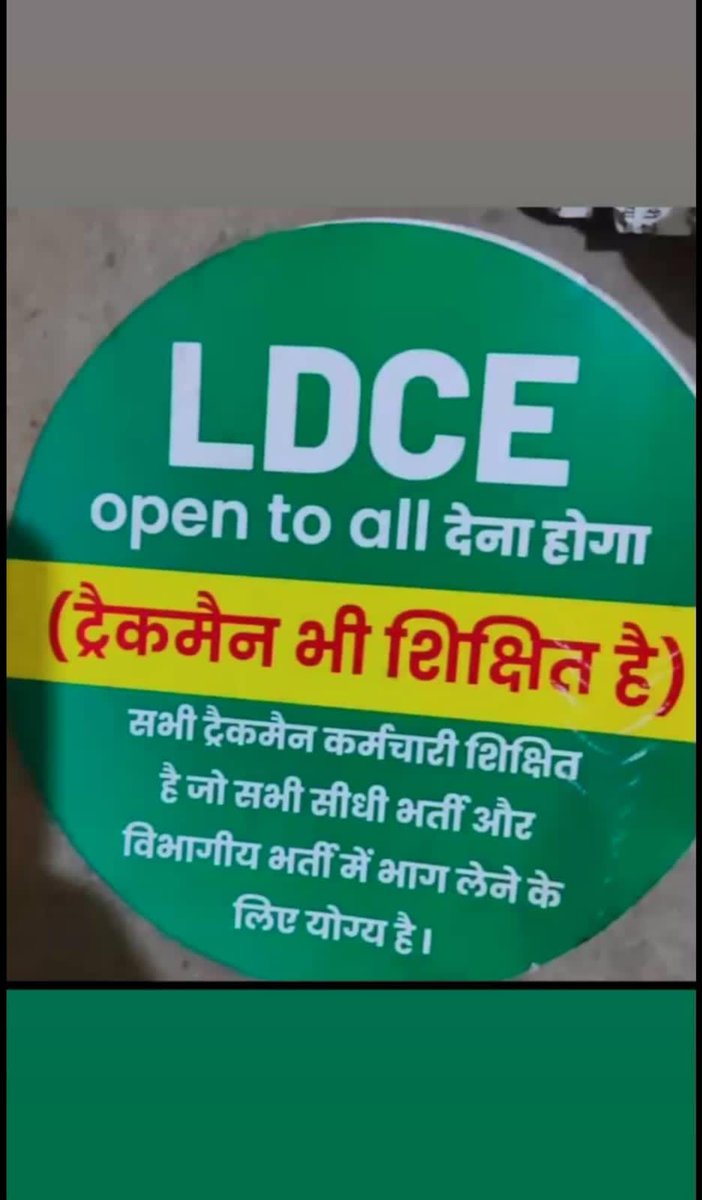 LDCE
open to all देना होगा
(ट्रैकमैन भी शिक्षित है)
सभी ट्रैकमैन कर्मचारी शिक्षित
है जो सभी सीधी भर्ती और
विभागीय भर्ती में भाग लेने के
लिए योग्य है।